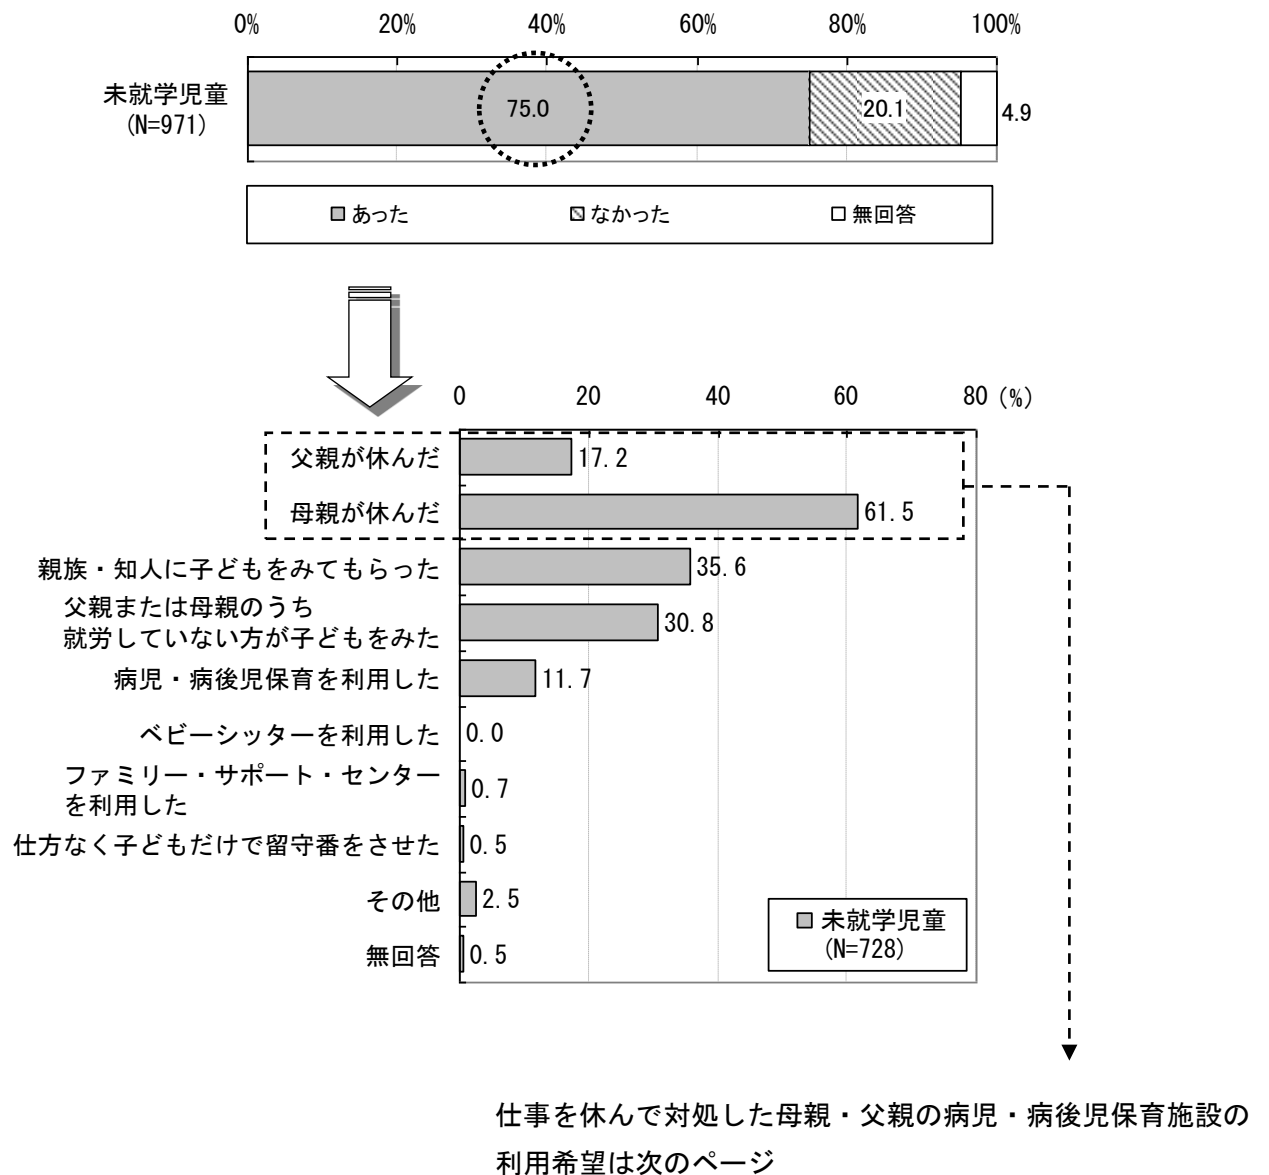 0% 20% 40% 60% 80% 100%
未就学児童
(N=971)
75.0 20.1 4.9
あった なかった 無回答
0 20 40 60 80 (%)
父親が休んだ 17.2
母親が休んだ 61.5
親族・知人に子どもをみてもらった 35.6
父親または母親のうち
就労していない方が子どもをみた 30.8
病児・病後児保育を利用した 11.7
ベビーシッターを利用した 0.0
ファミリー・サポート・センター
を利用した 0.7
仕方なく子どもだけで留守番をさせた 0.5
その他 2.5
無回答 0.5
未就学児童
(N=728)
仕事を休んで対処した母親・父親の病児・病後児保育施設の
利用希望は次のページ